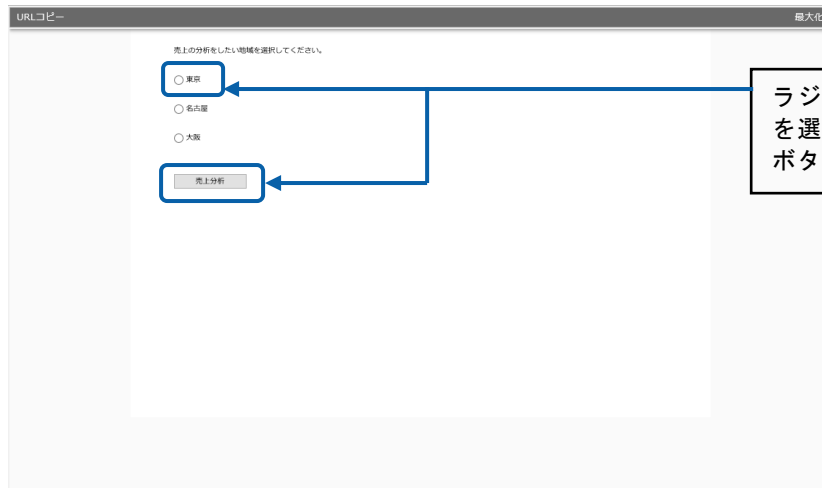 URLコピー
最大化
売上の分析をしたい地域を選択してください。
東京
名古屋
大阪
売上分析
ラジ
を選
ボタ